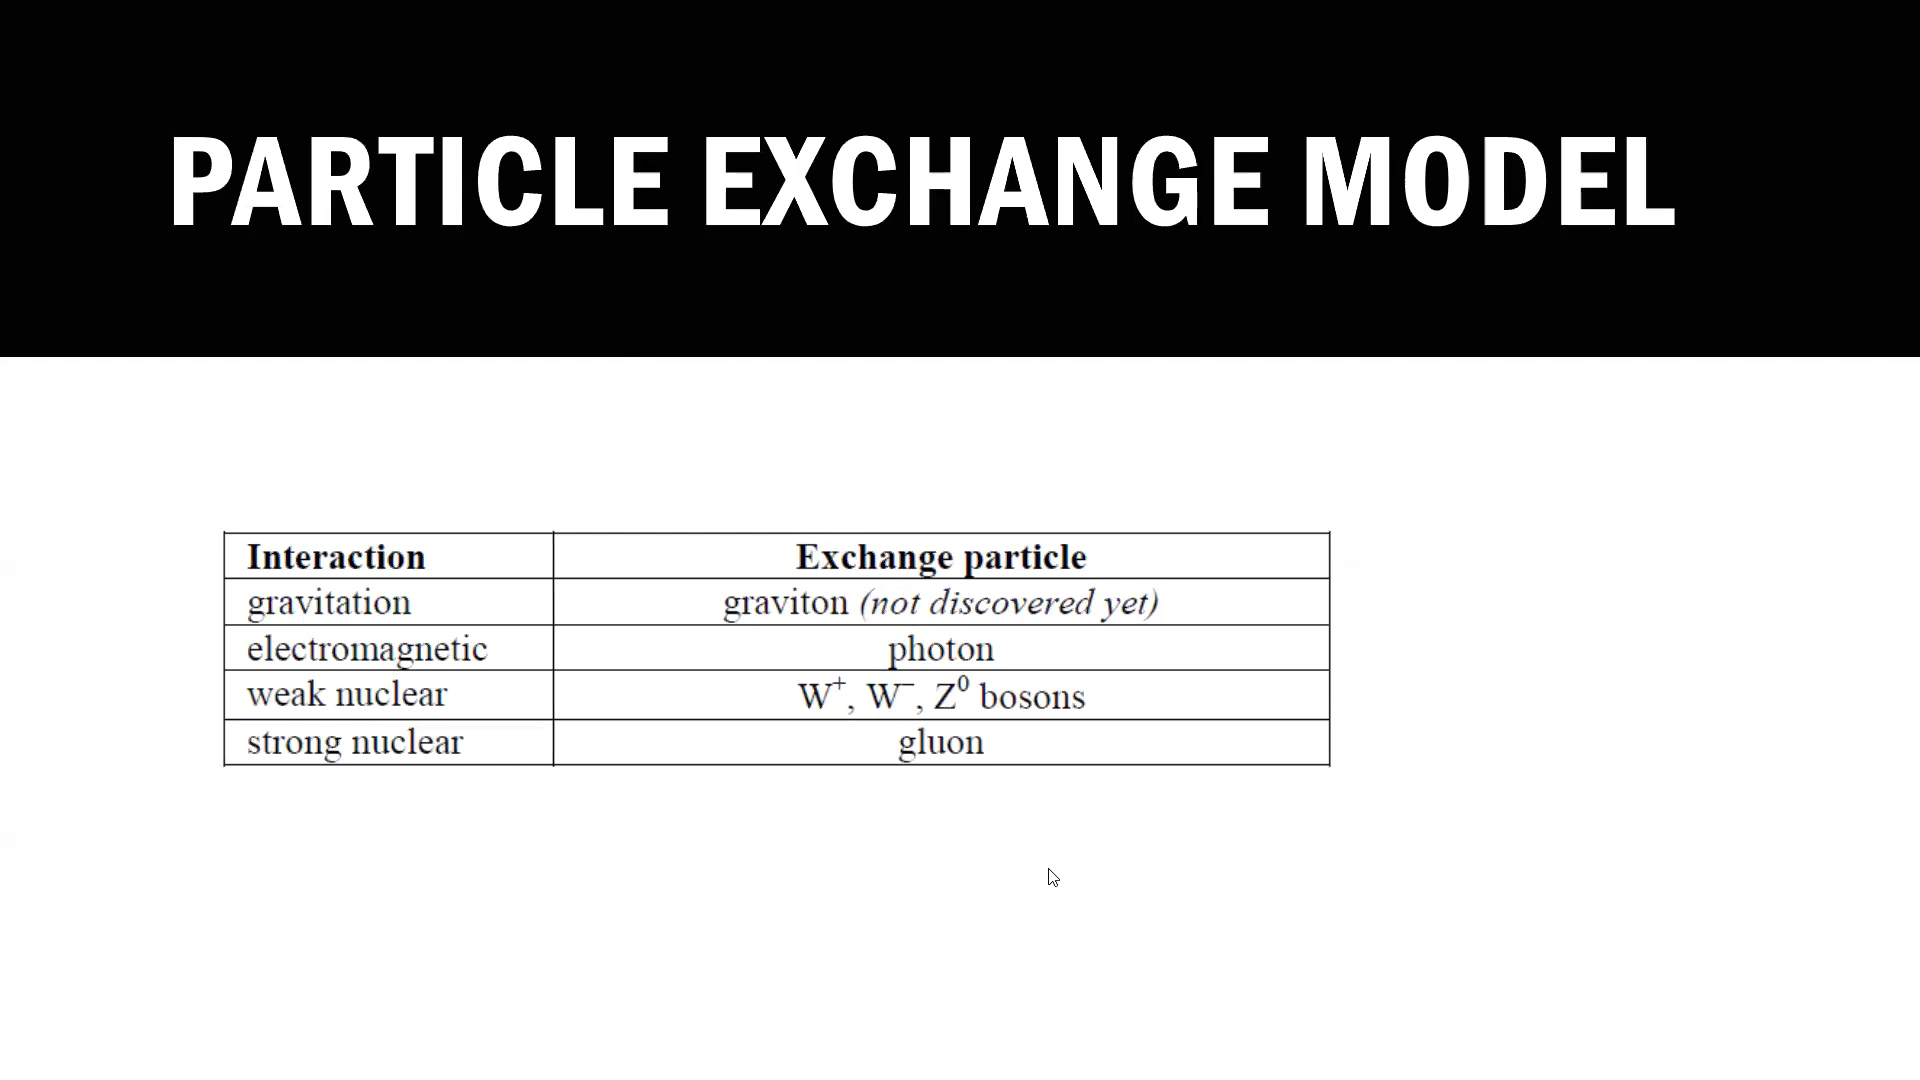 PARTICLE EXCHANGE MODEL
Interaction Exchange particle
gravitation graviton (not discovered yet)
electromagnetic photon
weak nuclear W⁺, W⁻, Z⁰ bosons
strong nuclear gluon